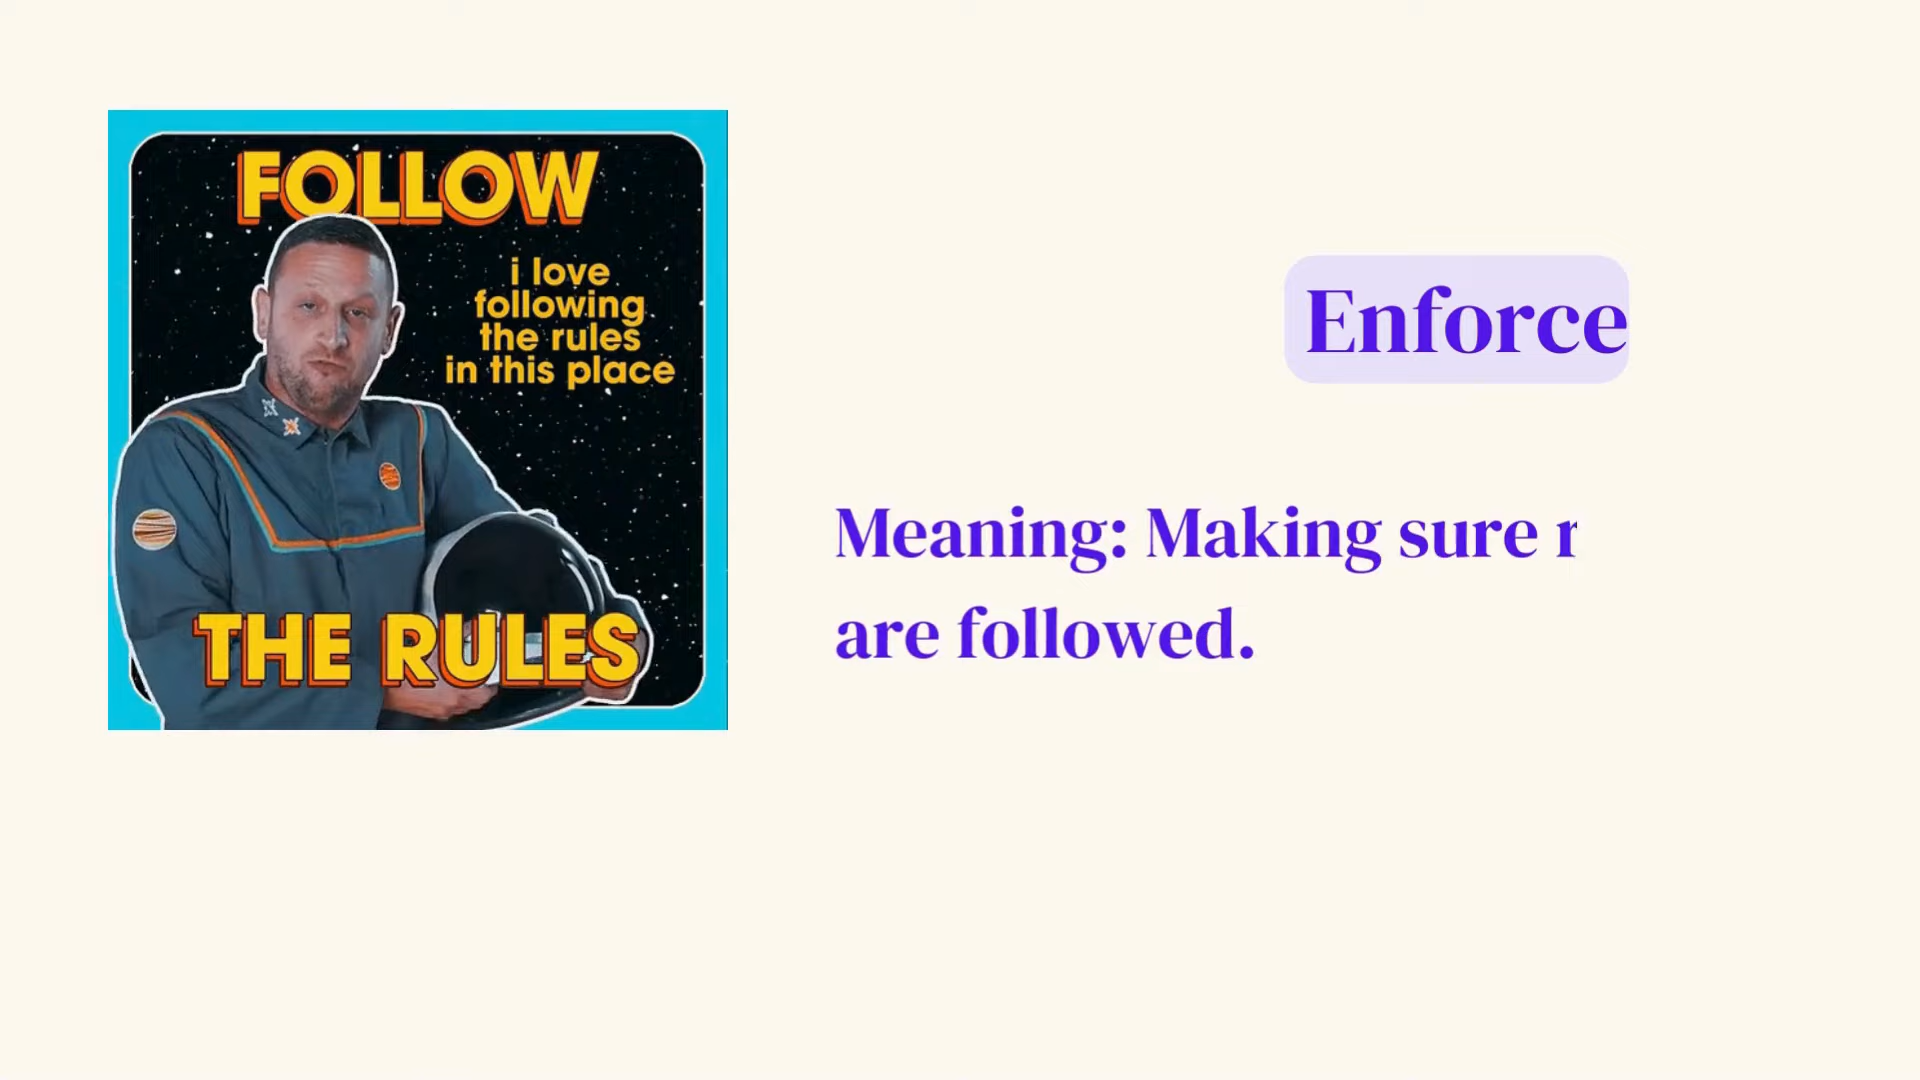 FOLLOW
i love
following
the rules
in this place
THE RULES
Enforce
Meaning: Making sure r
are followed.